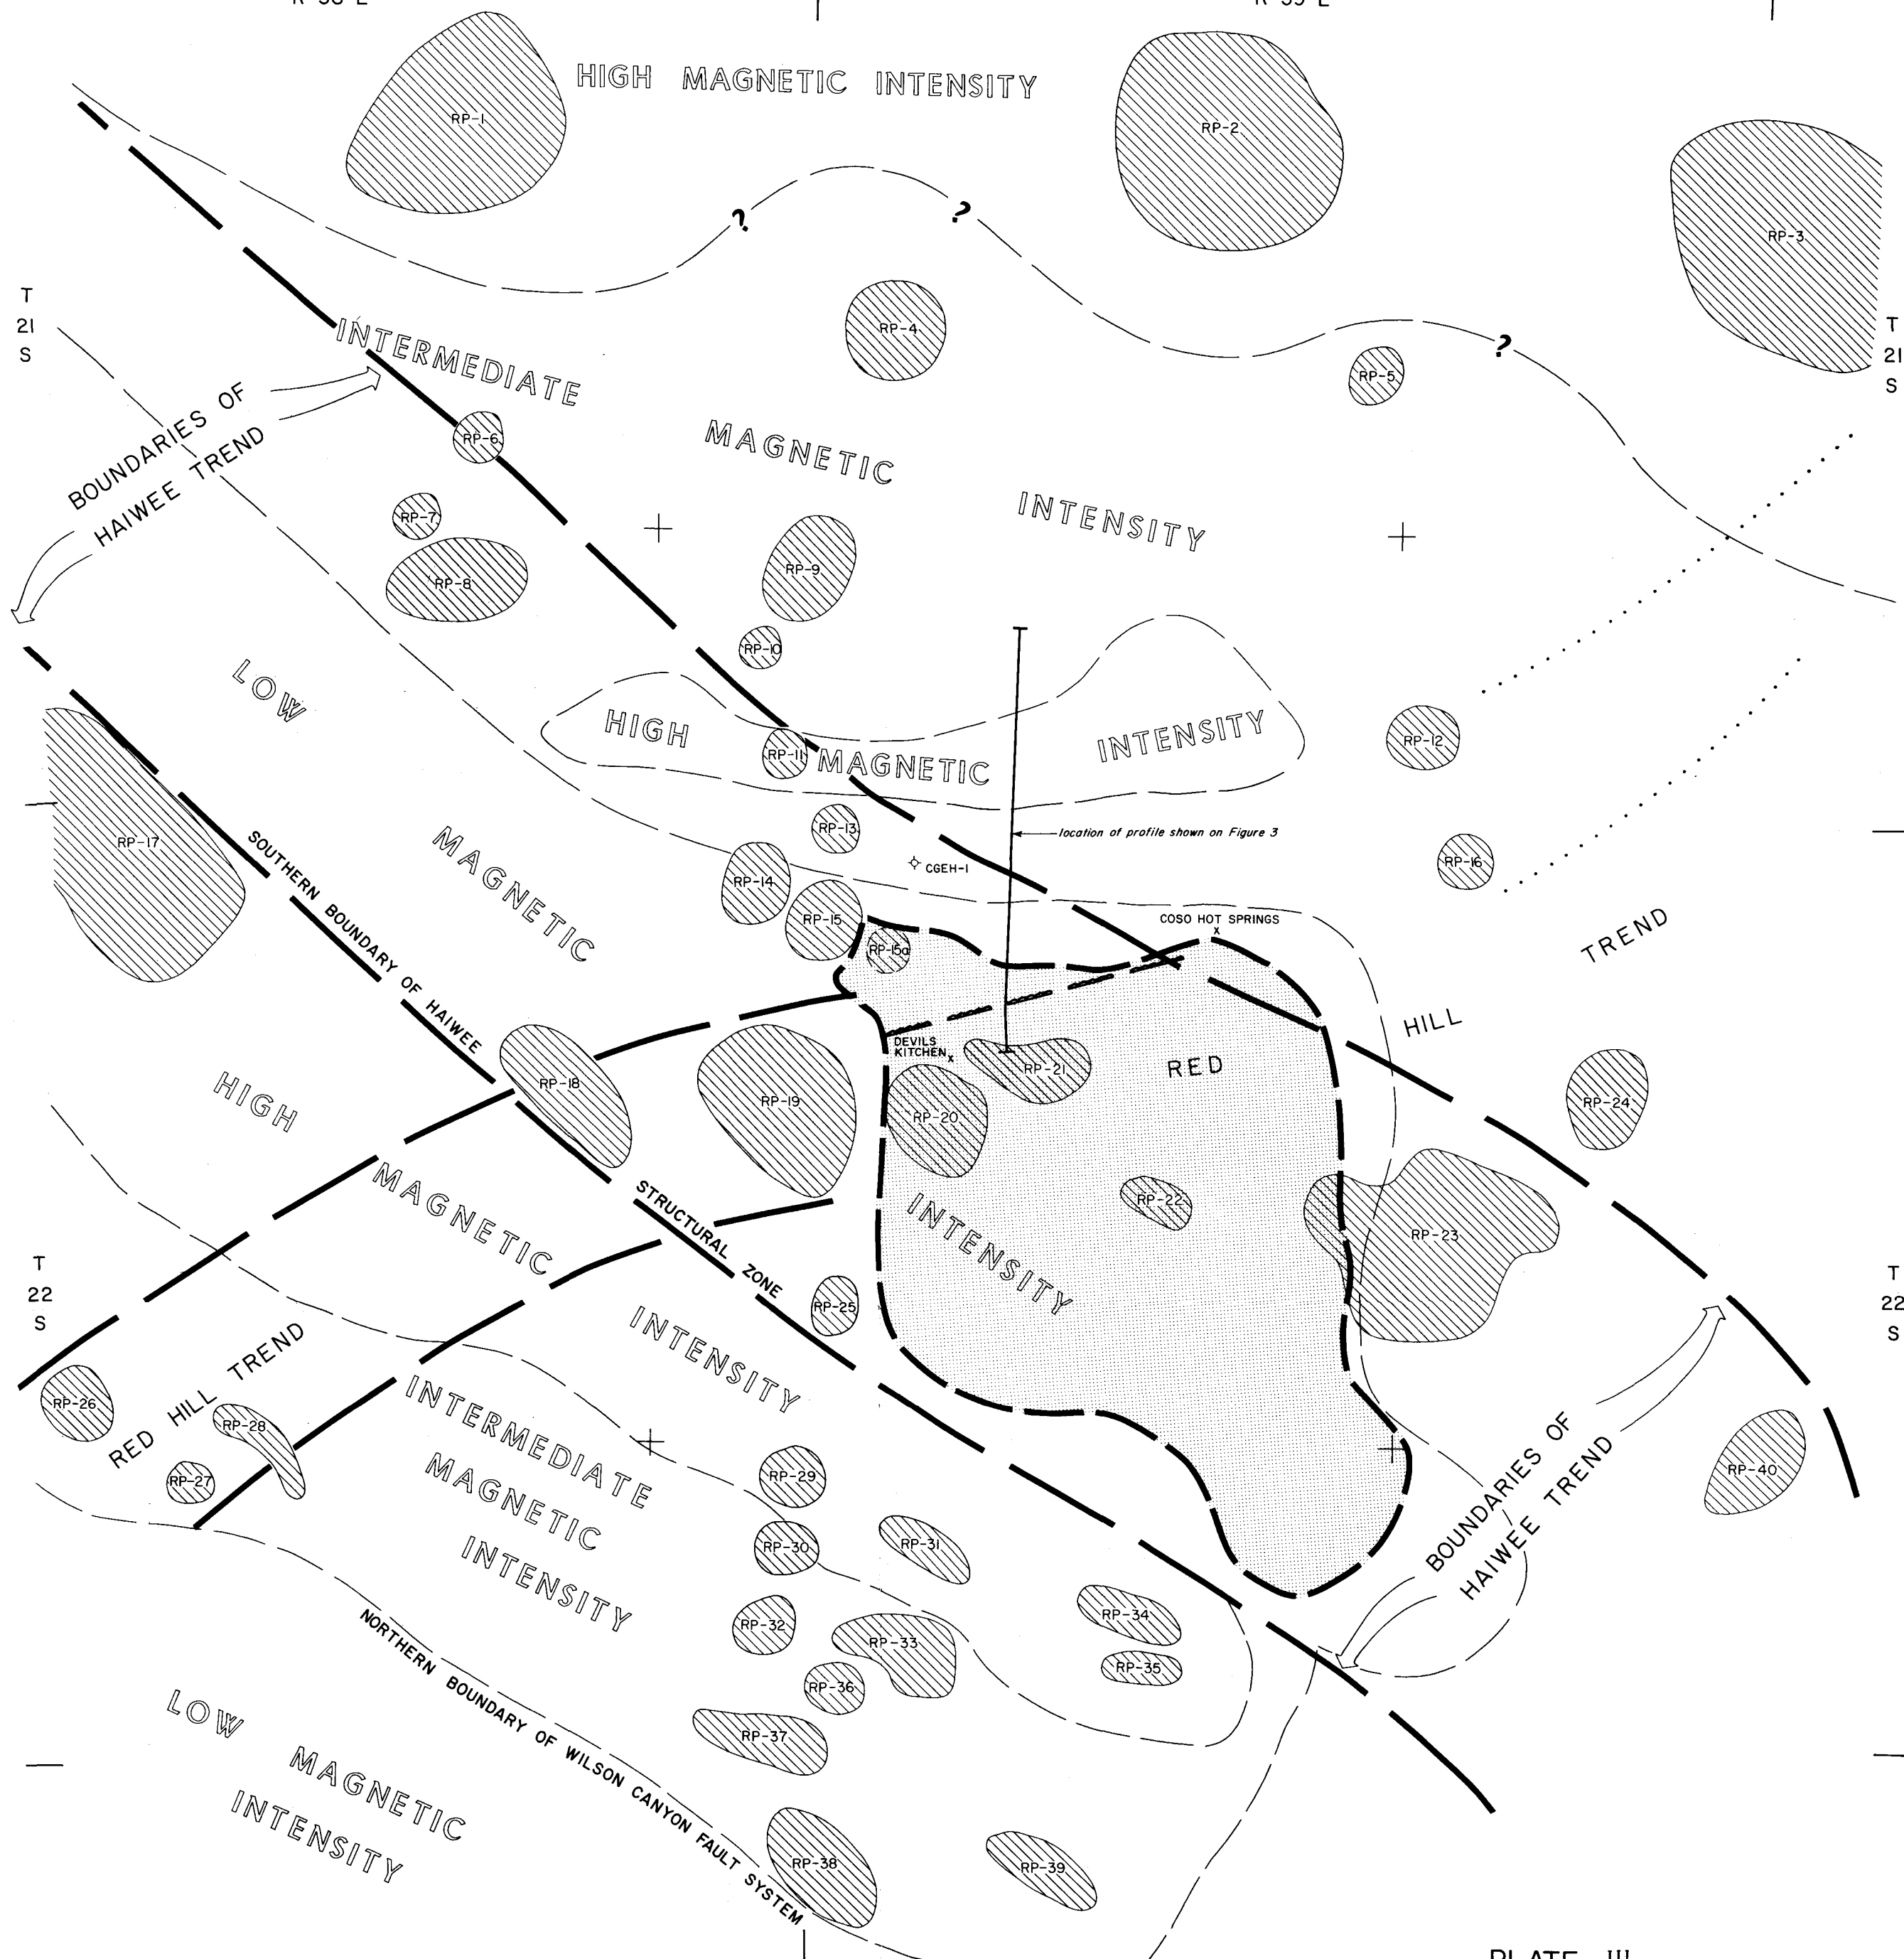 HIGH MAGNETIC INTENSITY
RP-1
RP-2
RP-3
?
?
?
T
21
S
T
21
S
RP-4
RP-5
INTERMEDIATE
MAGNETIC
INTENSITY
BOUNDARIES OF
HAIWEE TREND
RP-6
RP-7
RP-8
RP-9
RP-10
LOW
MAGNETIC
INTENSITY
HIGH
MAGNETIC
INTENSITY
RP-11
RP-12
RP-13
location of profile shown on Figure 3
CGEH-1
RP-14
RP-15
RP-15a
RP-16
RP-17
COSO HOT SPRINGS
x
RED
HILL
TREND
SOUTHERN BOUNDARY OF HAIWEE
STRUCTURAL ZONE
DEVILS
KITCHEN x
RP-18
RP-19
RP-20
RP-21
RP-22
RP-23
RP-24
HIGH
MAGNETIC
INTENSITY
RP-25
T
22
S
T
22
S
RED HILL TREND
RP-26
RP-27
RP-28
INTERMEDIATE
MAGNETIC
INTENSITY
RP-29
RP-30
RP-31
RP-32
RP-33
RP-34
RP-35
RP-36
RP-37
RP-38
RP-39
RP-40
BOUNDARIES OF
HAIWEE TREND
NORTHERN BOUNDARY OF WILSON CANYON FAULT SYSTEM
LOW
MAGNETIC
INTENSITY
PLATE III